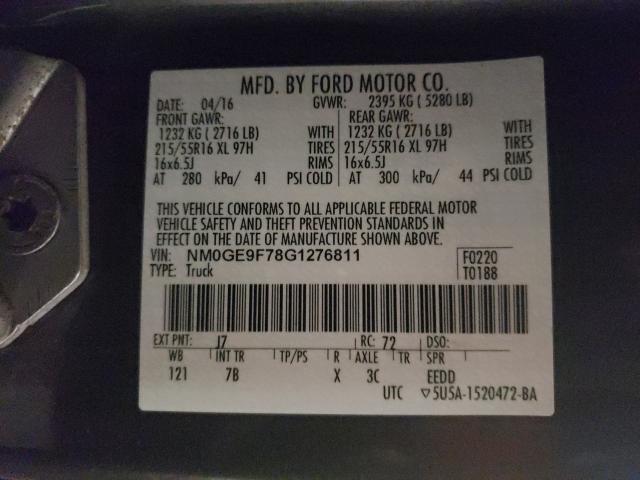 MFD. BY FORD MOTOR CO.
DATE: 04/16 GVWR: 2395 KG ( 5280 LB)
FRONT GAWR: REAR GAWR:
1232 KG ( 2716 LB) WITH 1232 KG ( 2716 LB) WITH
215/55R16 XL 97H TIRES 215/55R16 XL 97H TIRES
16x6.5J RIMS 16x6.5J RIMS
AT 280 kPa/ 41 PSI COLD AT 300 kPa/ 44 PSI COLD
THIS VEHICLE CONFORMS TO ALL APPLICABLE FEDERAL MOTOR
VEHICLE SAFETY AND THEFT PREVENTION STANDARDS IN
EFFECT ON THE DATE OF MANUFACTURE SHOWN ABOVE.
VIN: NM0GE9F78G1276811 F0220
TYPE: Truck T0188
EXT PNT: J7 RC: 72 DSO:
WB INT TR TP/PS R AXLE TR SPR
121 7B X 3C EEDD
UTC ▽5U5A-1520472-BA